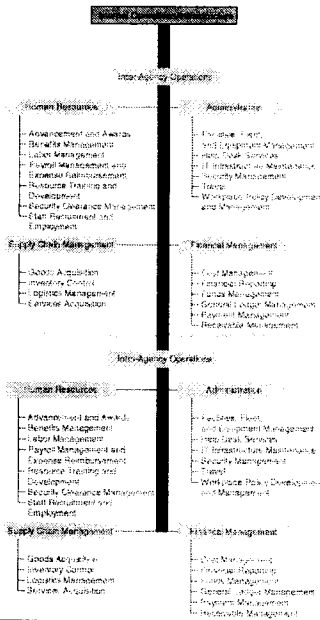 Inter-Agency Operations
Human Resources
Advancement and Awards
Benefits Management
Labor Management
Payroll Management and
Expense Reimbursement
Resource Training and
Development
Security Clearance Management
Staff Recruitment and
Employment
Administration
Facilities, Fleet,
and Equipment Management
Help Desk Services
IT Infrastructure Maintenance
Security Management
Travel
Workplace Policy Development
and Management
Supply Chain Management
Goods Acquisition
Inventory Control
Logistics Management
Services Acquisition
Financial Management
Cost Management
Financial Reporting
Funds Management
General Ledger Management
Payment Management
Receivable Management
Intra-Agency Operations
Human Resources
Advancement and Awards
Benefits Management
Labor Management
Payroll Management and
Expense Reimbursement
Resource Training and
Development
Security Clearance Management
Staff Recruitment and
Employment
Administration
Facilities, Fleet,
and Equipment Management
Help Desk Services
IT Infrastructure Maintenance
Security Management
Travel
Workplace Policy Development
and Management
Supply Chain Management
Goods Acquisition
Inventory Control
Logistics Management
Services Acquisition
Finance Management
Cost Management
Financial Reporting
Funds Management
General Ledger Management
Payment Management
Receivable Management